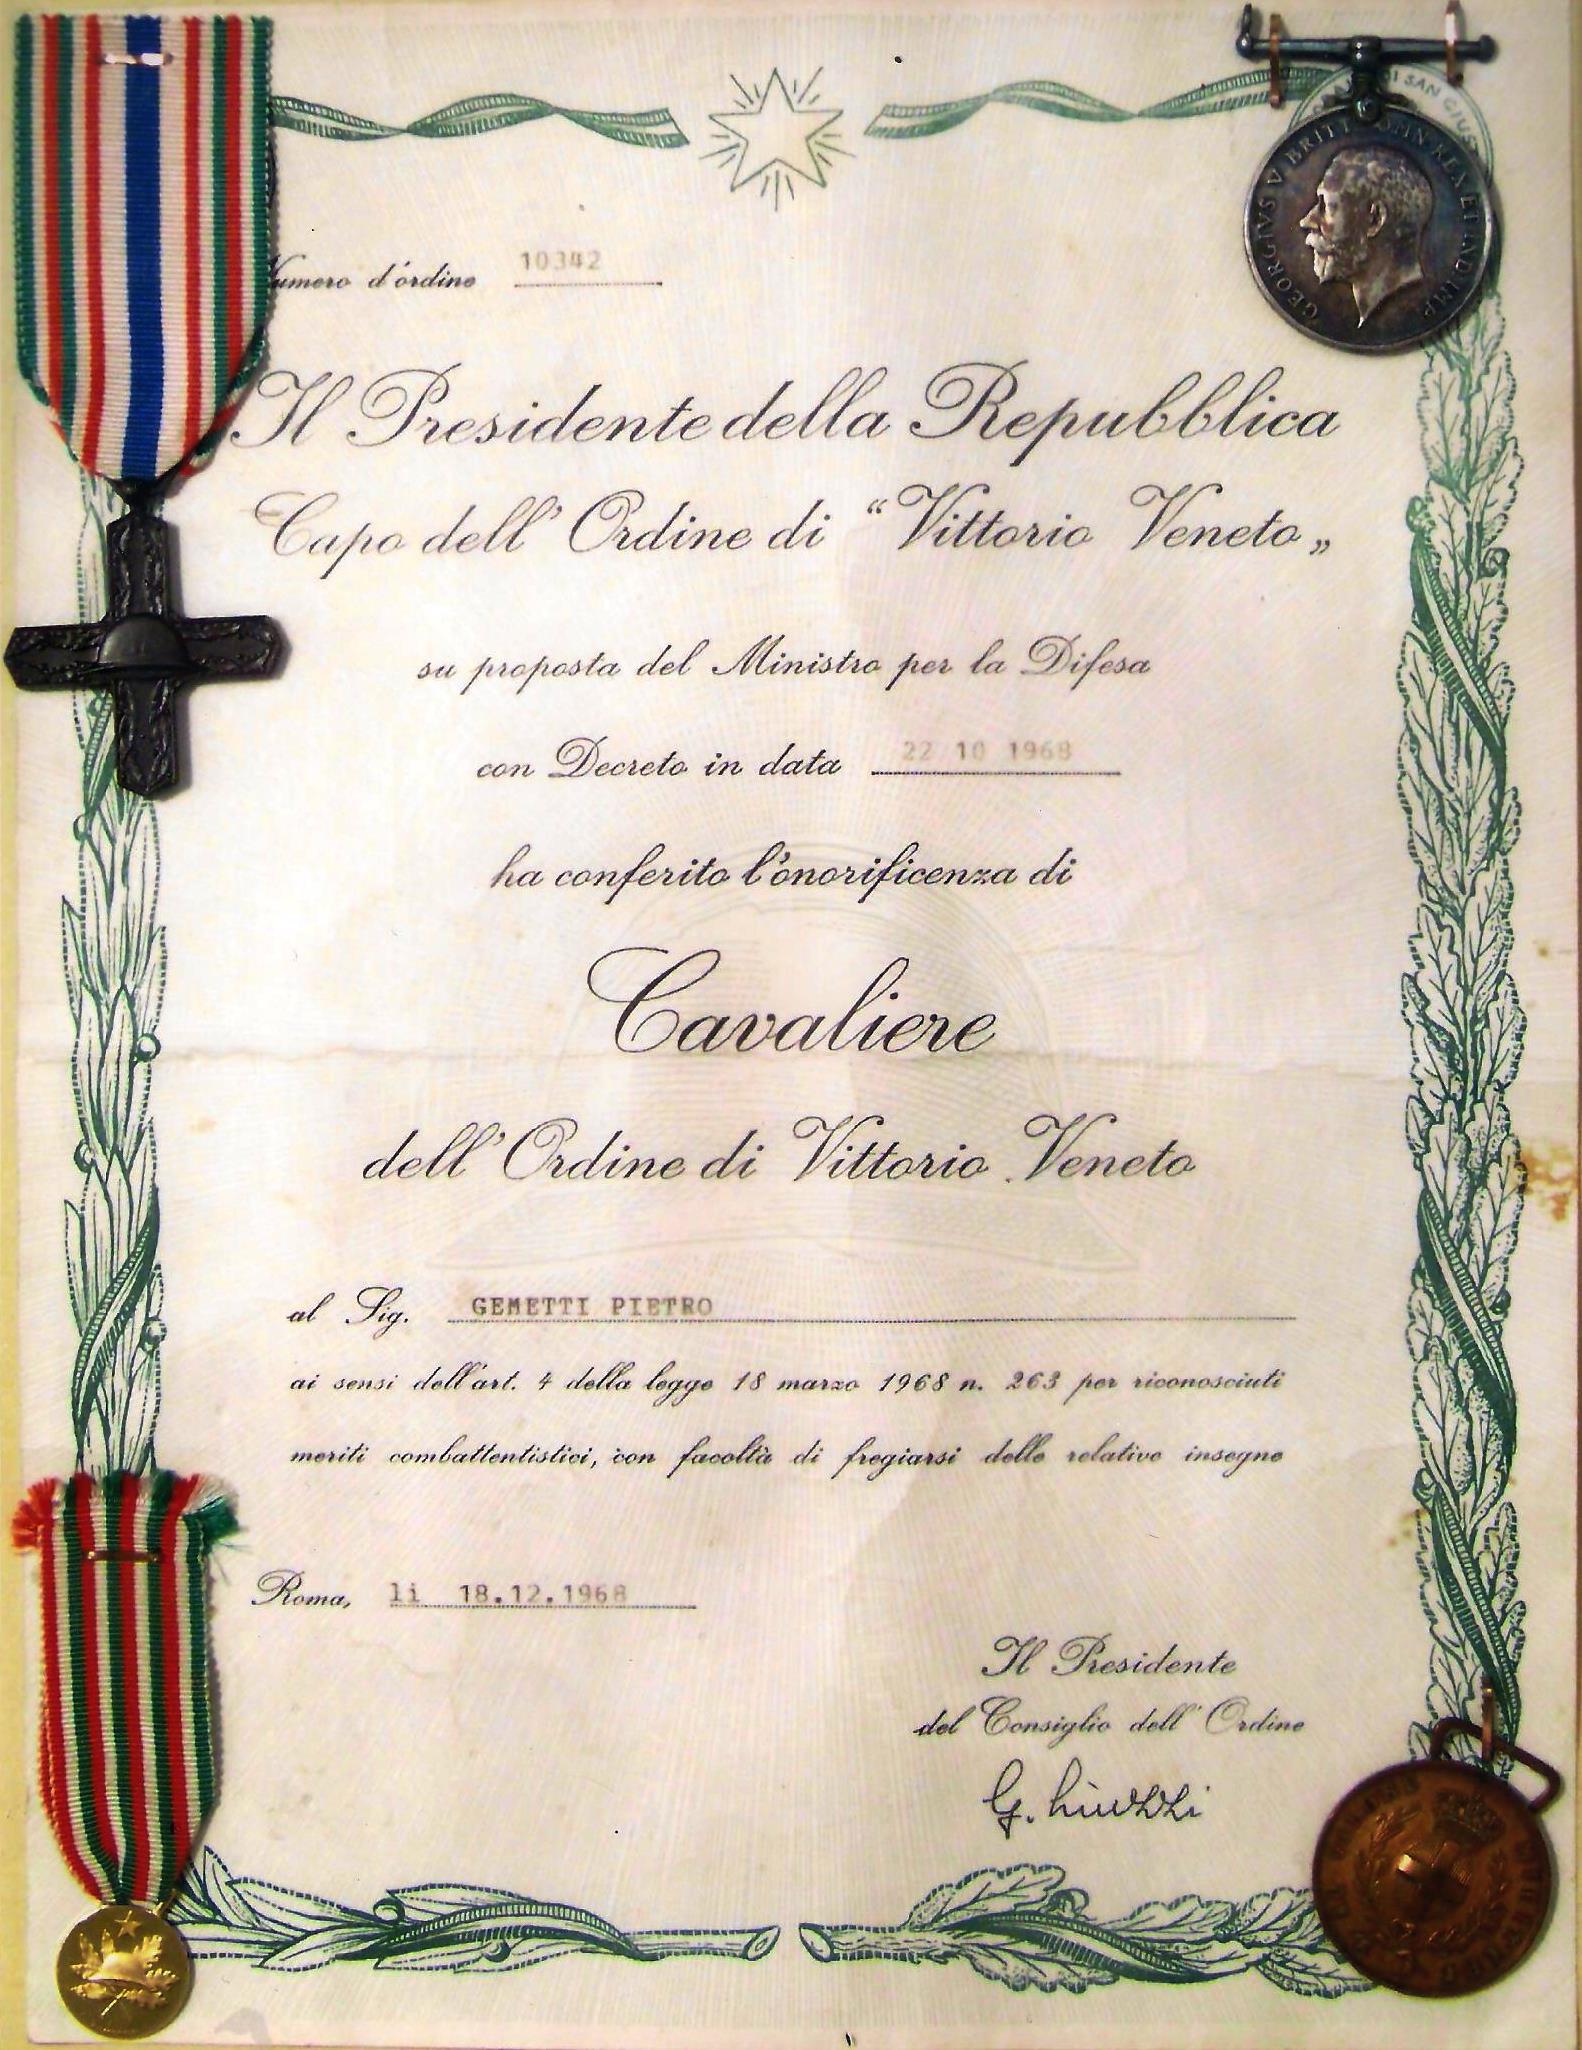 DI SAN GIUS
GEORGIVS V BRITT: OMN: REX ET IND: IMP:
Numero d'ordine 10342
Il Presidente della Repubblica
Capo dell'Ordine di “Vittorio Veneto„
su proposta del Ministro per la Difesa
con Decreto in data 22 10 1968
ha conferito l'onorificenza di
Cavaliere
dell'Ordine di Vittorio Veneto
al Sig. GEMETTI PIETRO
ai sensi dell'art. 4 della legge 18 marzo 1968 n. 263 per riconosciuti
meriti combattentistici, con facoltà di fregiarsi delle relative insegne
Roma, li 18.12.1968
Il Presidente
del Consiglio dell'Ordine
G. Liuzzi